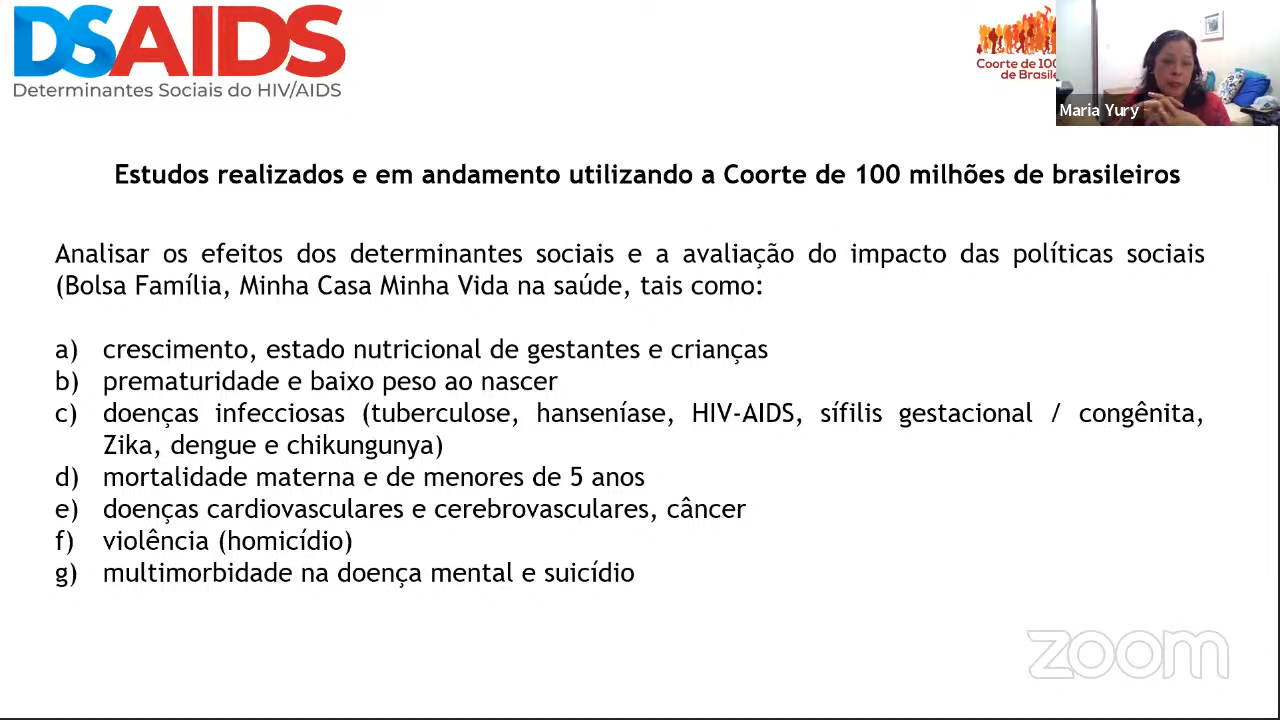 DSAIDS
Determinantes Sociais do HIV/AIDS
Coorte de 100
de Brasile
Maria Yury
Estudos realizados e em andamento utilizando a Coorte de 100 milhões de brasileiros
Analisar os efeitos dos determinantes sociais e a avaliação do impacto das políticas sociais
(Bolsa Família, Minha Casa Minha Vida na saúde, tais como:
a) crescimento, estado nutricional de gestantes e crianças
b) prematuridade e baixo peso ao nascer
c) doenças infecciosas (tuberculose, hanseníase, HIV-AIDS, sífilis gestacional / congênita,
Zika, dengue e chikungunya)
d) mortalidade materna e de menores de 5 anos
e) doenças cardiovasculares e cerebrovasculares, câncer
f) violência (homicídio)
g) multimorbidade na doença mental e suicídio
zoom